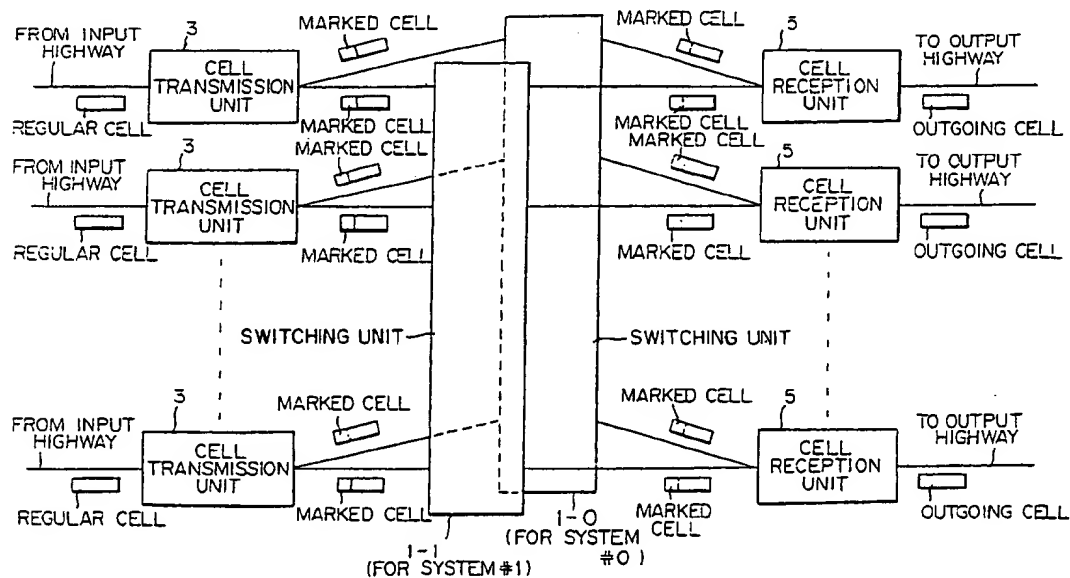 FROM INPUT
HIGHWAY
3
CELL
TRANSMISSION
UNIT
REGULAR CELL
MARKED CELL
MARKED CELL
MARKED CELL
MARKED CELL
5
CELL
RECEPTION
UNIT
TO OUTPUT
HIGHWAY
OUTGOING CELL
FROM INPUT
HIGHWAY
3
CELL
TRANSMISSION
UNIT
REGULAR CELL
MARKED CELL
MARKED CELL
MARKED CELL
MARKED CELL
5
CELL
RECEPTION
UNIT
TO OUTPUT
HIGHWAY
OUTGOING CELL
SWITCHING UNIT
SWITCHING UNIT
FROM INPUT
HIGHWAY
3
CELL
TRANSMISSION
UNIT
REGULAR CELL
MARKED CELL
MARKED CELL
MARKED CELL
MARKED
CELL
5
CELL
RECEPTION
UNIT
TO OUTPUT
HIGHWAY
OUTGOING CELL
1-1
(FOR SYSTEM #1)
1-0
(FOR SYSTEM
#0)